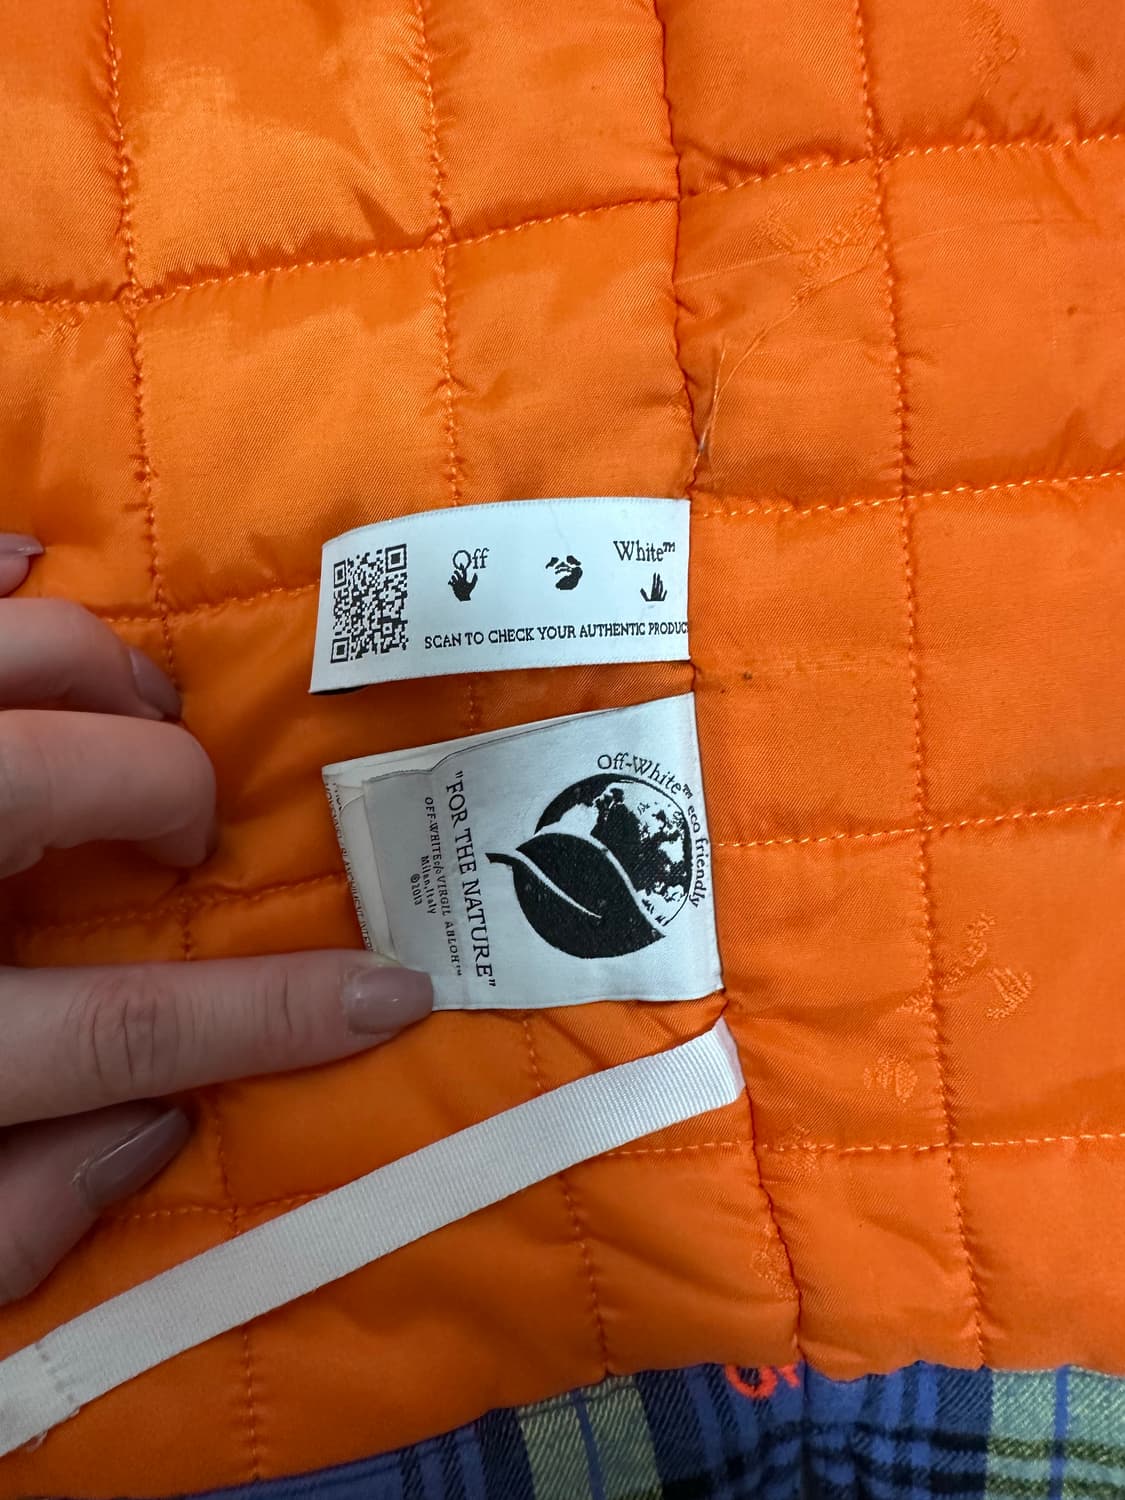 Off
White™
SCAN TO CHECK YOUR AUTHENTIC PRODUC
Off-White™ eco friendly
"FOR THE NATURE"
OFF-WHITE c/o VIRGIL ABLOH™
Milan, Italy
©2013